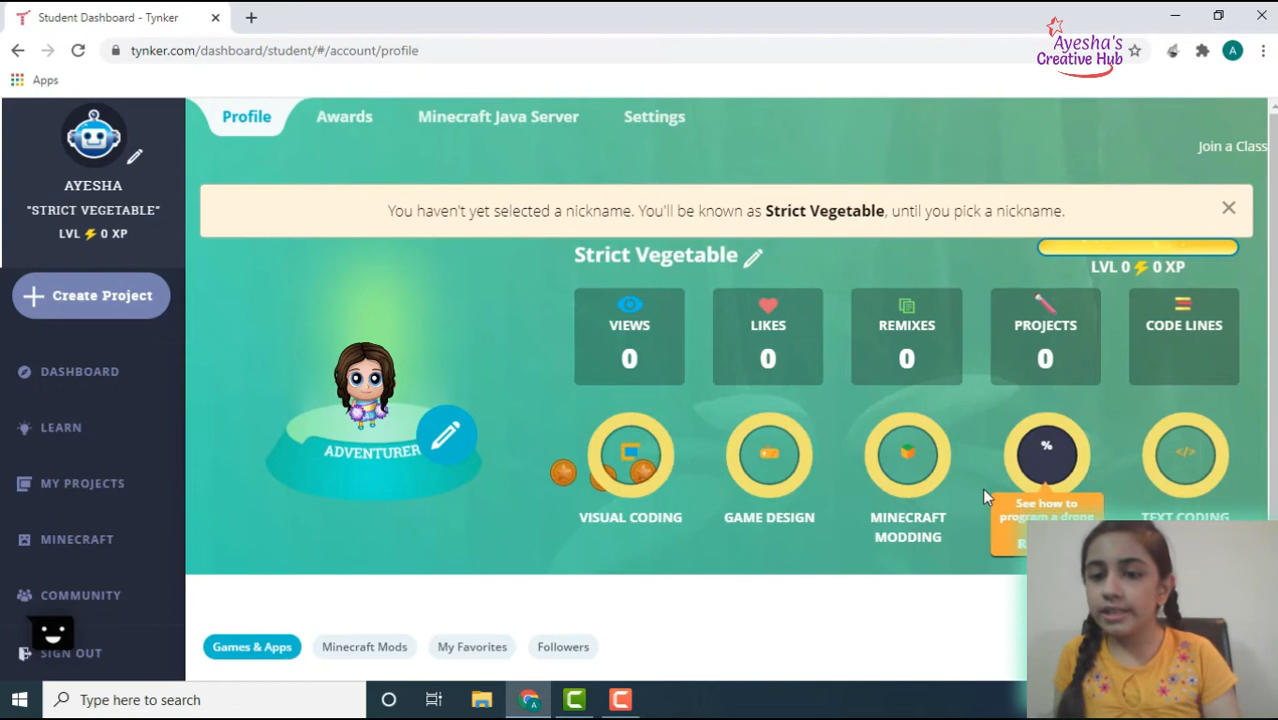 Student Dashboard - Tynker
tynker.com/dashboard/student/#/account/profile
Ayesha's
Creative Hub
A
Apps
Profile
Awards
Minecraft Java Server
Settings
Join a Class
AYESHA
"STRICT VEGETABLE"
LVL 0 XP
You haven't yet selected a nickname. You'll be known as Strict Vegetable, until you pick a nickname.
Strict Vegetable
LVL 0 0 XP
Create Project
VIEWS
0
LIKES
0
REMIXES
0
PROJECTS
0
CODE LINES
DASHBOARD
LEARN
MY PROJECTS
MINECRAFT
COMMUNITY
SIGN OUT
ADVENTURER
%
</>
VISUAL CODING
GAME DESIGN
MINECRAFT
MODDING
See how to
program a drone
TEXT CODING
Games & Apps
Minecraft Mods
My Favorites
Followers
Type here to search